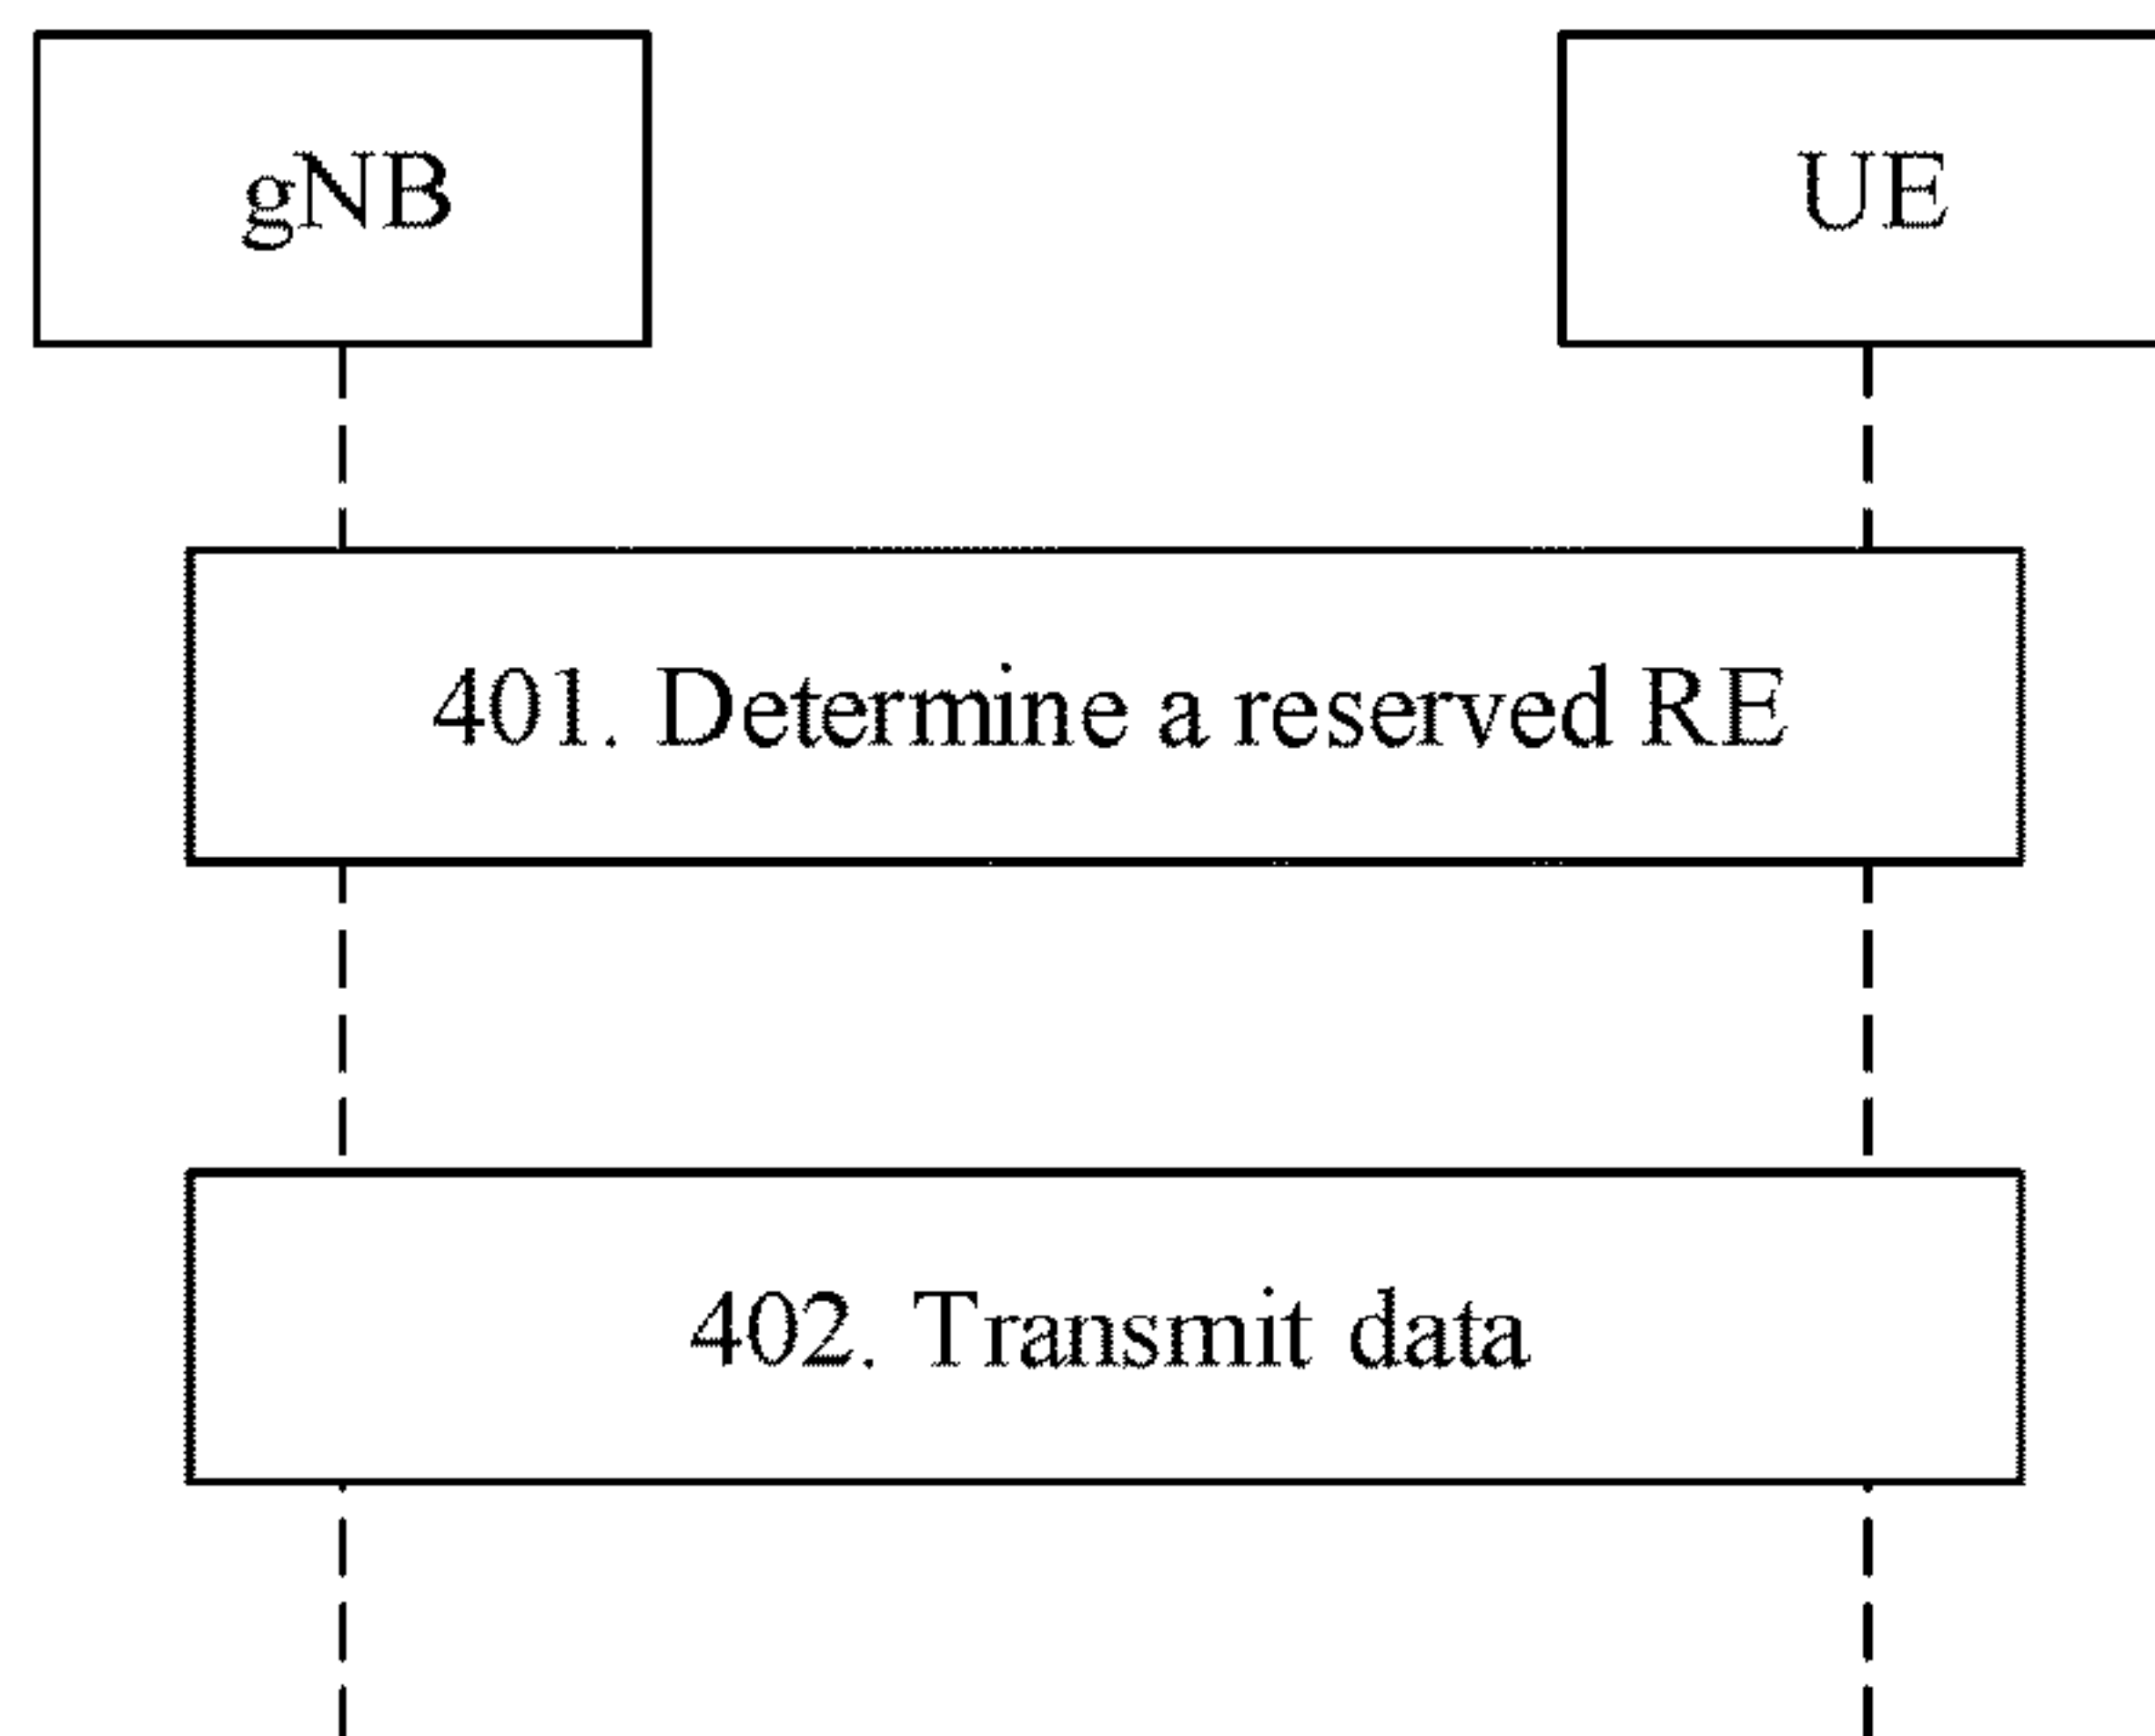 gNB
UE
401. Determine a reserved RE
402. Transmit data